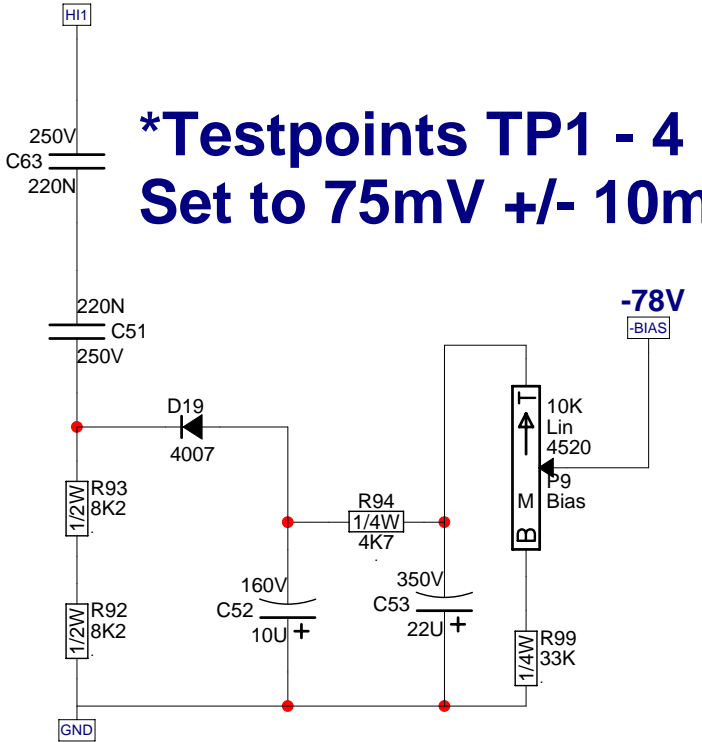 HI1
*Testpoints TP1 - 4
Set to 75mV +/- 10m
250V
C63
220N
220N
C51
250V
-78V
-BIAS
D19
4007
T
10K
Lin
4520
P9
Bias
M
B
R93
1/2W
8K2
R94
1/4W
4K7
160V
C52
10U
+
350V
C53
22U
+
R92
1/2W
8K2
R99
1/4W
33K
GND